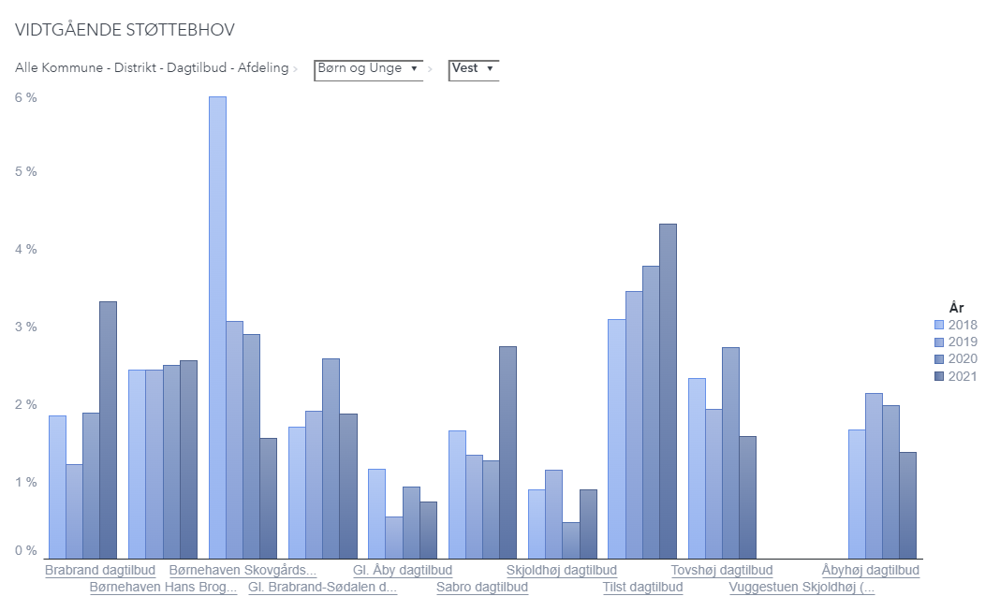 VIDTGÅENDE STØTTEBHOV
Alle Kommune - Distrikt - Dagtilbud - Afdeling › Børn og Unge ▼ › Vest ▼
6 %
5 %
4 %
3 %
2 %
1 %
0 %
År
2018
2019
2020
2021
Brabrand dagtilbud Børnehaven Skovgårds... Gl. Åby dagtilbud Skjoldhøj dagtilbud Tovshøj dagtilbud Åbyhøj dagtilbud
Børnehaven Hans Brog... Gl. Brabrand-Sødalen d... Sabro dagtilbud Tilst dagtilbud Vuggestuen Skjoldhøj (...